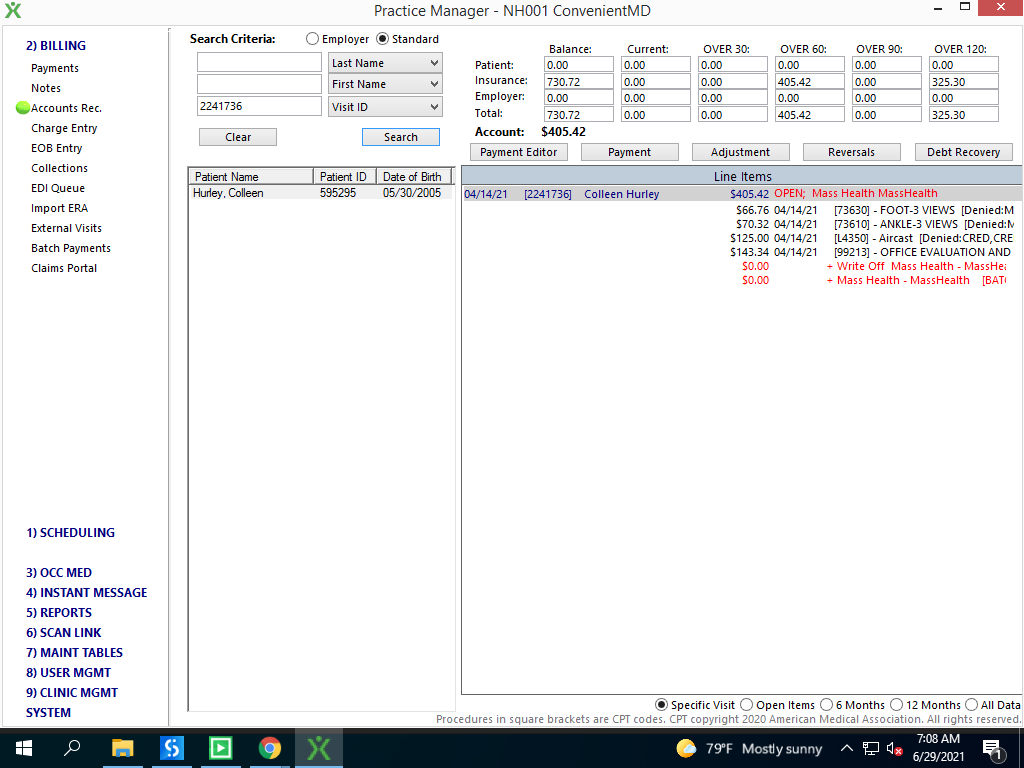 Practice Manager - NH001 ConvenientMD
2) BILLING
Payments
Notes
Accounts Rec.
Charge Entry
EOB Entry
Collections
EDI Queue
Import ERA
External Visits
Batch Payments
Claims Portal
1) SCHEDULING
3) OCC MED
4) INSTANT MESSAGE
5) REPORTS
6) SCAN LINK
7) MAINT TABLES
8) USER MGMT
9) CLINIC MGMT
SYSTEM
Search Criteria: Employer Standard
Last Name
First Name
2241736 Visit ID
Clear Search
Balance: Current: OVER 30: OVER 60: OVER 90: OVER 120:
Patient: 0.00 0.00 0.00 0.00 0.00 0.00
Insurance: 730.72 0.00 0.00 405.42 0.00 325.30
Employer: 0.00 0.00 0.00 0.00 0.00 0.00
Total: 730.72 0.00 0.00 405.42 0.00 325.30
Account: $405.42
Payment Editor Payment Adjustment Reversals Debt Recovery
Patient Name Patient ID Date of Birth
Hurley, Colleen 595295 05/30/2005
Line Items
04/14/21 [2241736] Colleen Hurley $405.42 OPEN; Mass Health MassHealth
$66.76 04/14/21 [73630] - FOOT-3 VIEWS [Denied:M
$70.32 04/14/21 [73610] - ANKLE-3 VIEWS [Denied:M
$125.00 04/14/21 [L4350] - Aircast [Denied:CRED,CRE
$143.34 04/14/21 [99213] - OFFICE EVALUATION AND
$0.00 + Write Off Mass Health - MassHea
$0.00 + Mass Health - MassHealth [BAT
Specific Visit Open Items 6 Months 12 Months All Data
Procedures in square brackets are CPT codes. CPT copyright 2020 American Medical Association. All rights reserved.
79°F Mostly sunny
7:08 AM
6/29/2021
1